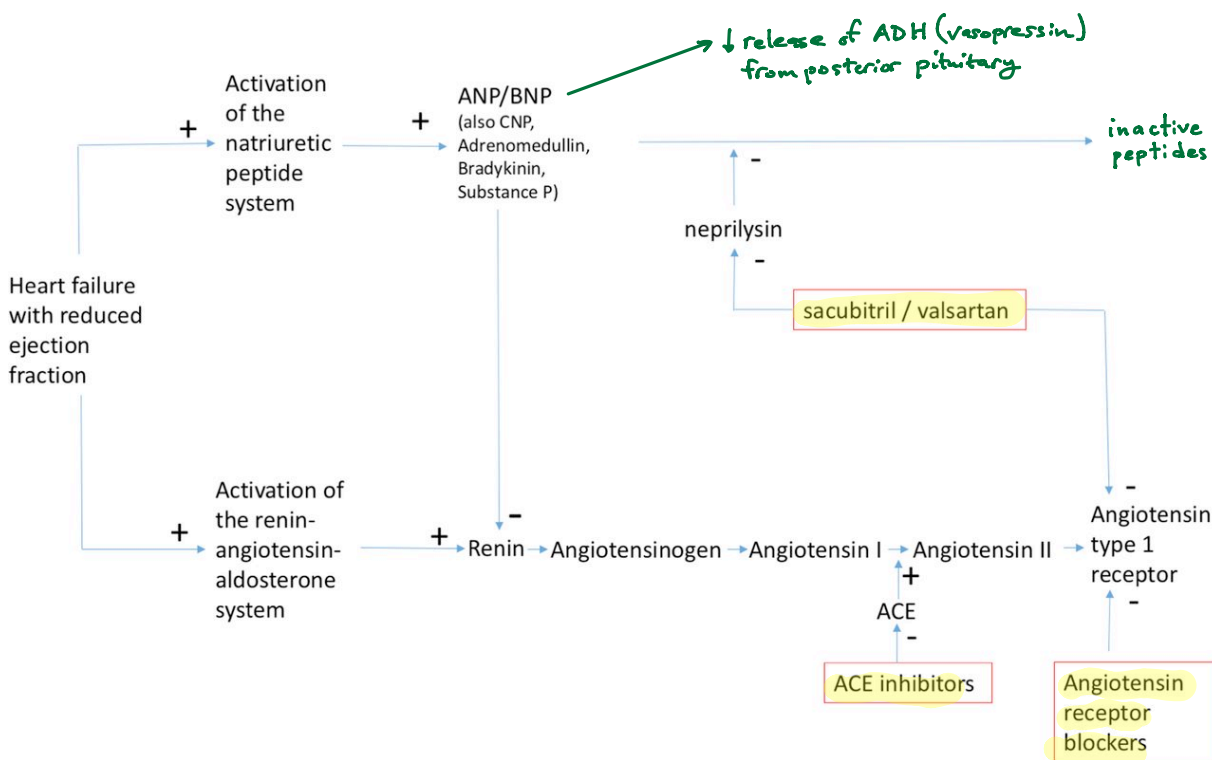 ↓ release of ADH (vasopressin)
from posterior pituitary
Activation
of the
natriuretic
peptide
system
+
+
ANP/BNP
(also CNP,
Adrenomedullin,
Bradykinin,
Substance P)
-
inactive
peptides
neprilysin
-
sacubitril / valsartan
Heart failure
with reduced
ejection
fraction
+
Activation of
the renin-
angiotensin-
aldosterone
system
+
-
Renin
Angiotensinogen
Angiotensin I
Angiotensin II
-
Angiotensin
type 1
receptor
+
ACE
-
ACE inhibitors
-
Angiotensin
receptor
blockers